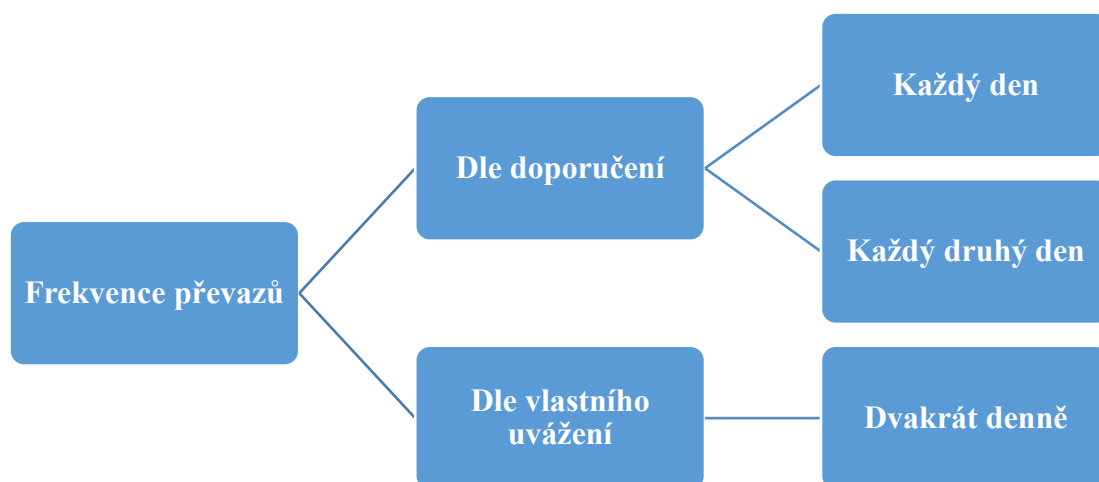 Frekvence převazů
Dle doporučení
Každý den
Každý druhý den
Dle vlastního
uvážení
Dvakrát denně